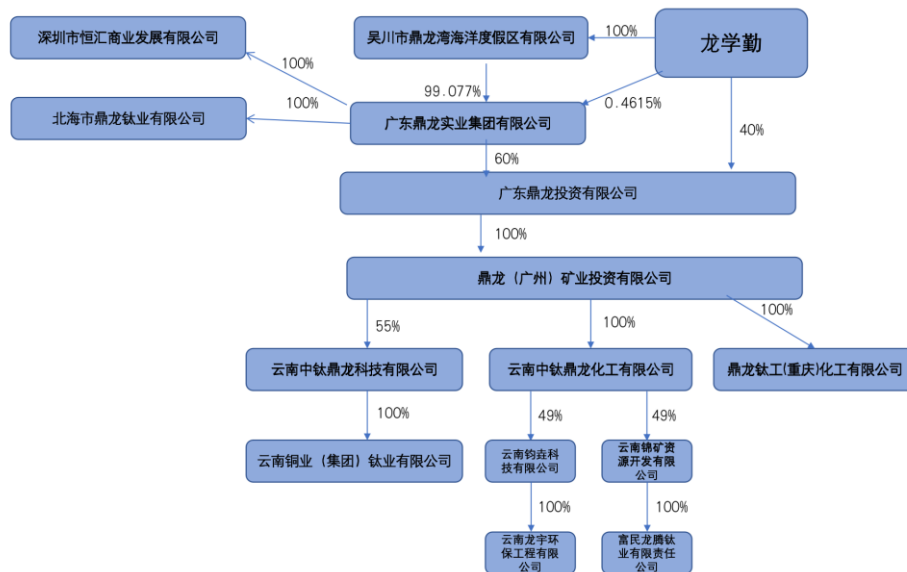 深圳市恒汇商业发展有限公司
吴川市鼎龙湾海洋度假区有限公司
100%
龙学勤
100%
99.077%
0.4615%
北海市鼎龙钛业有限公司
100%
广东鼎龙实业集团有限公司
40%
60%
广东鼎龙投资有限公司
100%
鼎龙（广州）矿业投资有限公司
55%
100%
100%
云南中钛鼎龙科技有限公司
云南中钛鼎龙化工有限公司
鼎龙钛工(重庆)化工有限公司
100%
49%
49%
云南铜业（集团）钛业有限公司
云南钧垚科
技有限公司
云南锦矿资
源开发有限
公司
100%
100%
云南龙宇环
保工程有限
公司
富民龙腾钛
业有限责任
公司